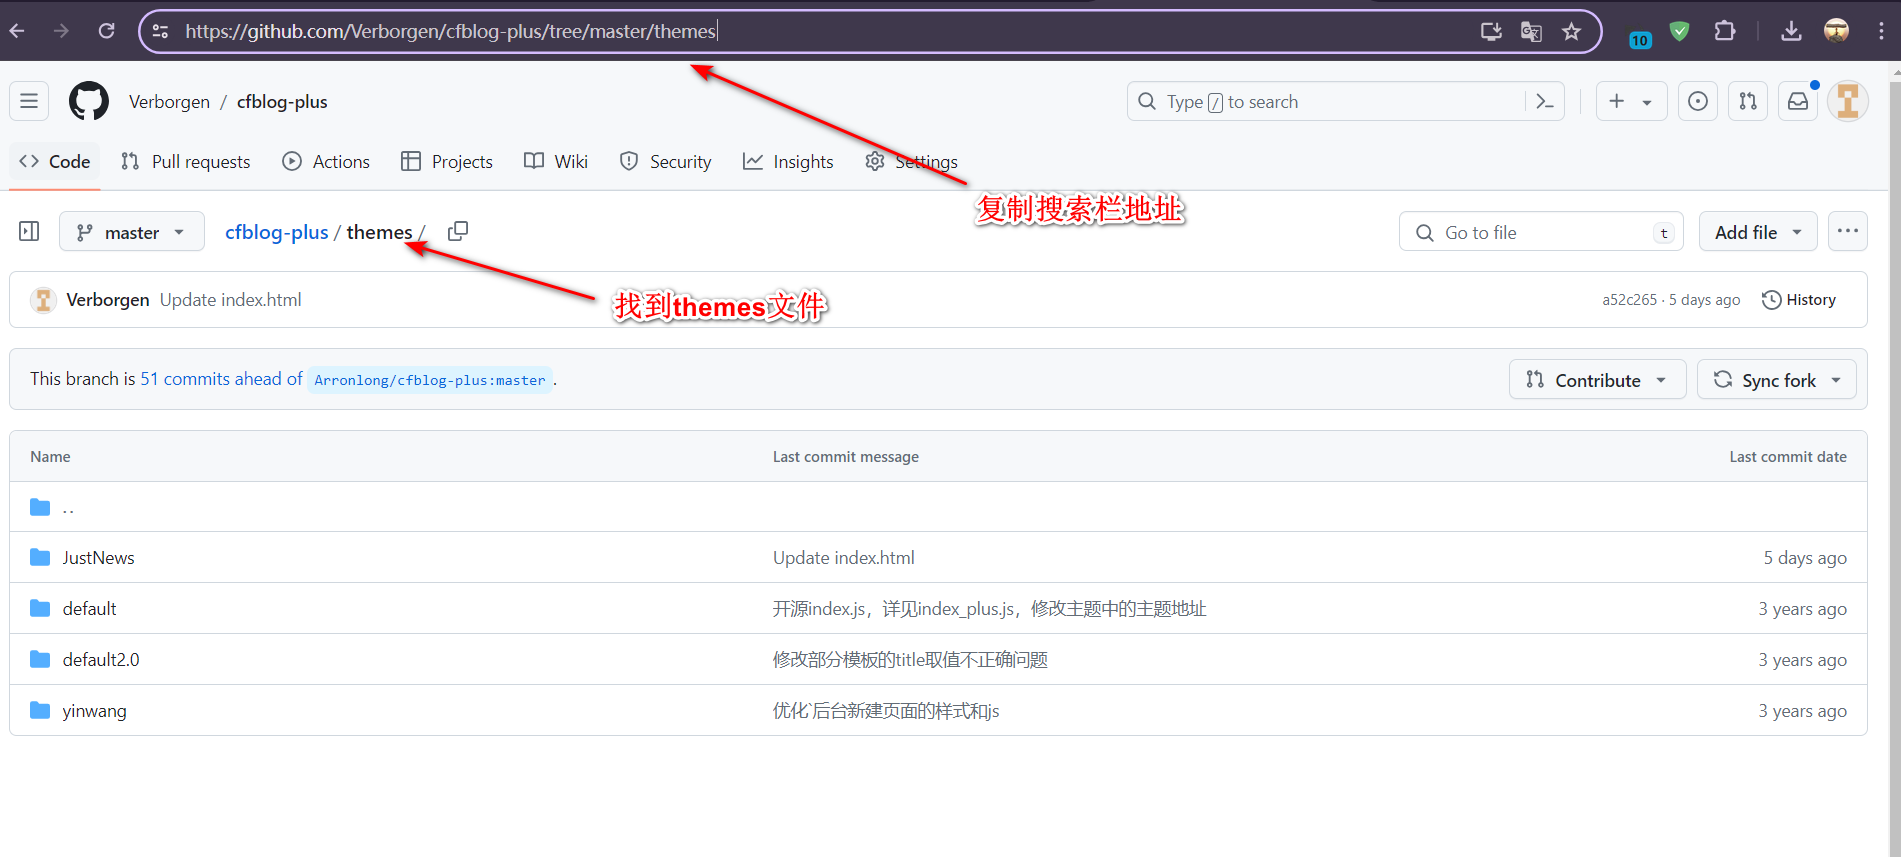 https://github.com/Verborgen/cfblog-plus/tree/master/themes
10
Verborgen / cfblog-plus
Type / to search
Code Pull requests Actions Projects Wiki Security Insights Settings
复制搜索栏地址
master cfblog-plus / themes /
Go to file t Add file
找到themes文件
Verborgen Update index.html a52c265 · 5 days ago History
This branch is 51 commits ahead of Arronlong/cfblog-plus:master . Contribute Sync fork
Name Last commit message Last commit date
..
JustNews Update index.html 5 days ago
default 开源index.js，详见index_plus.js，修改主题中的主题地址 3 years ago
default2.0 修改部分模板的title取值不正确问题 3 years ago
yinwang 优化`后台新建页面的样式和js 3 years ago